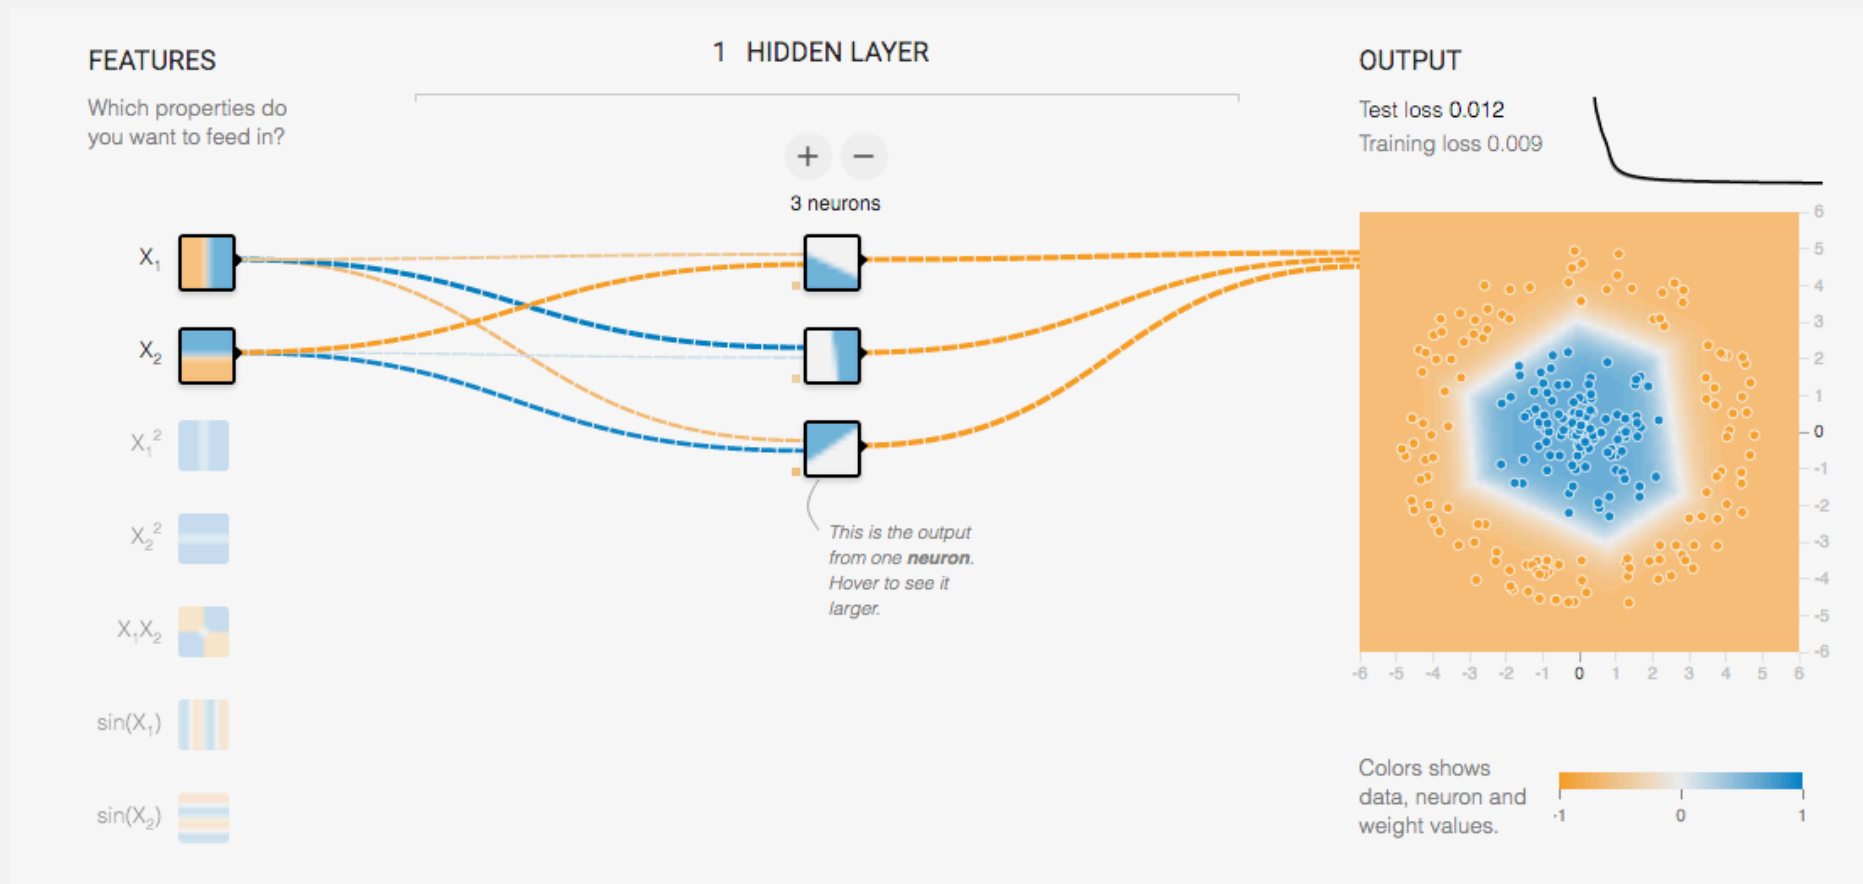 FEATURES
Which properties do
you want to feed in?
1 HIDDEN LAYER
+ −
3 neurons
OUTPUT
Test loss 0.012
Training loss 0.009
X₁
X₂
X₁²
X₂²
X₁X₂
sin(X₁)
sin(X₂)
This is the output
from one neuron.
Hover to see it
larger.
6
5
4
3
2
1
0
-1
-2
-3
-4
-5
-6
-6 -5 -4 -3 -2 -1 0 1 2 3 4 5 6
Colors shows
data, neuron and
weight values.
-1 0 1